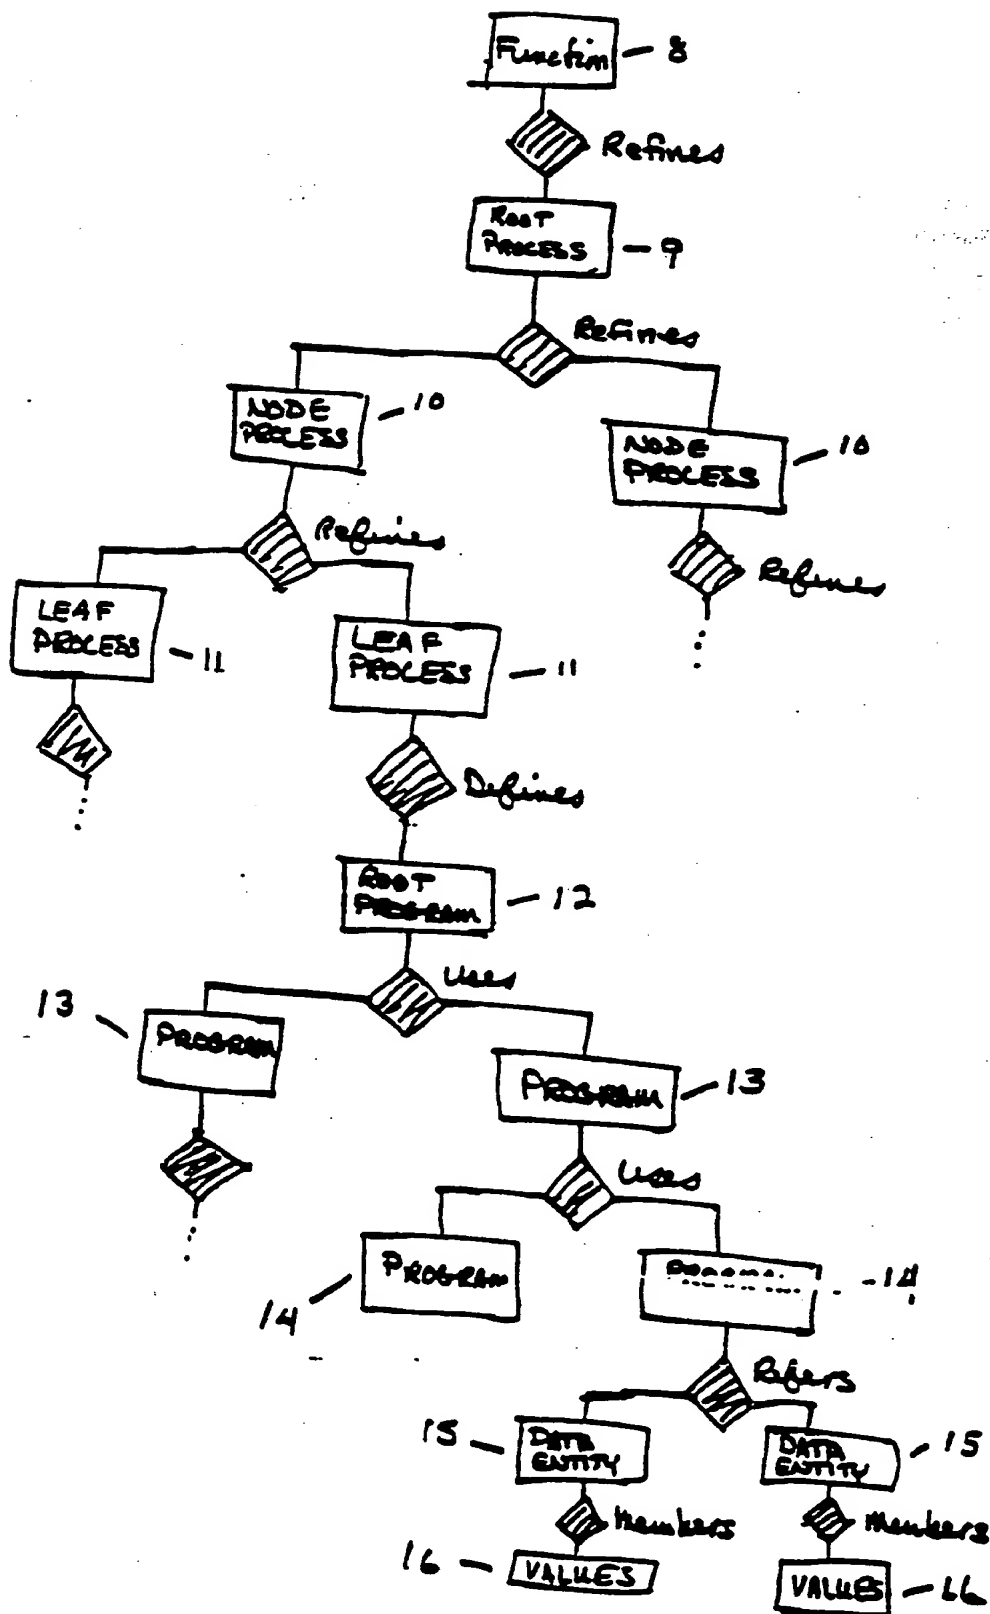 Function
8
Refines
ROOT
PROCESS
9
Refines
NODE
PROCESS
10
NODE
PROCESS
10
Refines
Refines
LEAF
PROCESS
11
LEAF
PROCESS
11
Defines
ROOT
PROGRAM
12
Uses
13
PROGRAM
PROGRAM
13
Uses
PROGRAM
14
14
Refers
15
DATA
ENTITY
DATA
ENTITY
15
Members
Members
16
VALUES
VALUES
16